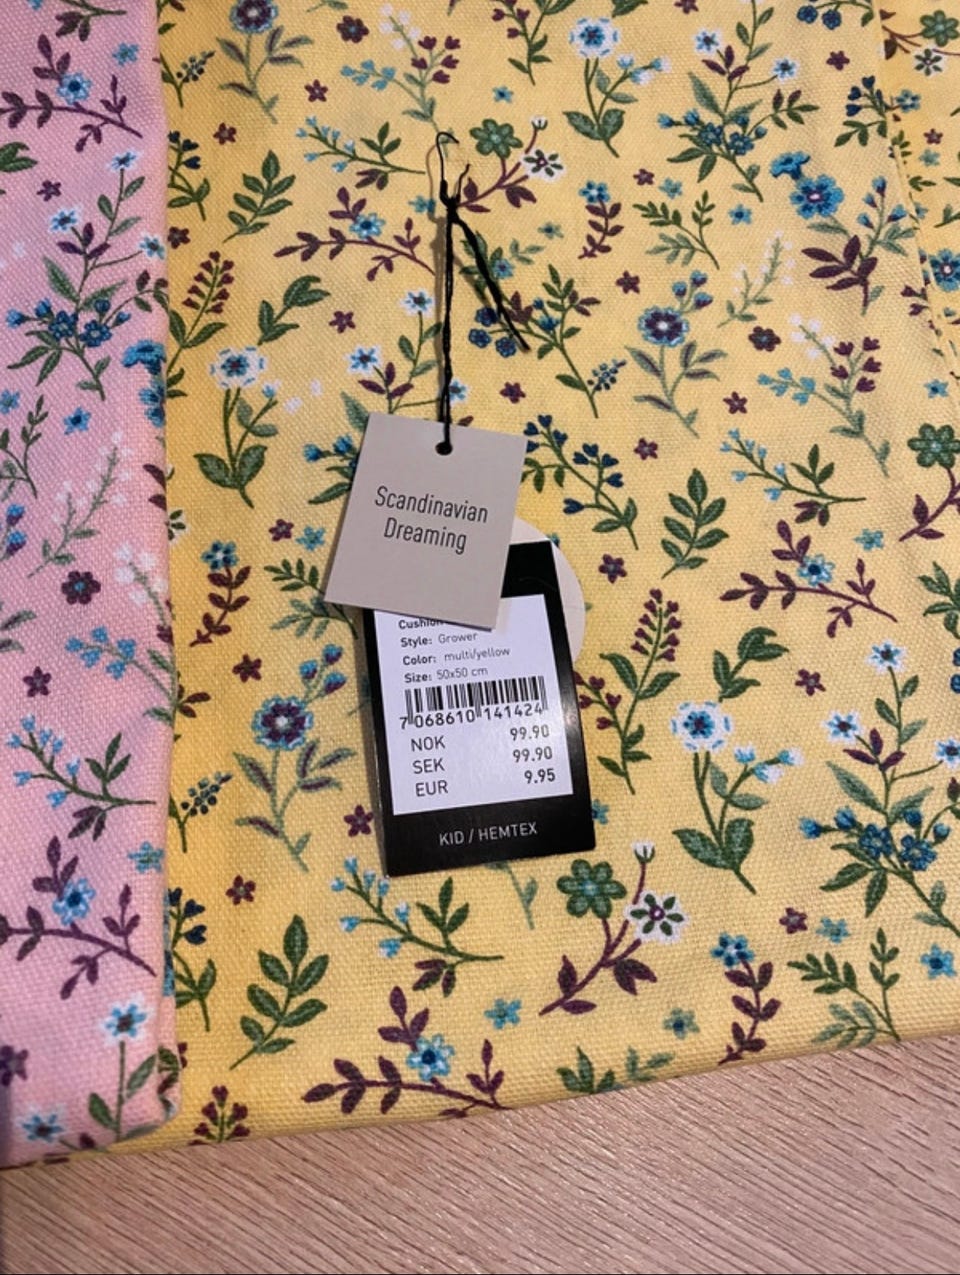 Scandinavian
Dreaming
Cushion
Style: Grower
Color: multi/yellow
Size: 50x50 cm
7 068610 141424
NOK 99.90
SEK 99.90
EUR 9.95
KID / HEMTEX